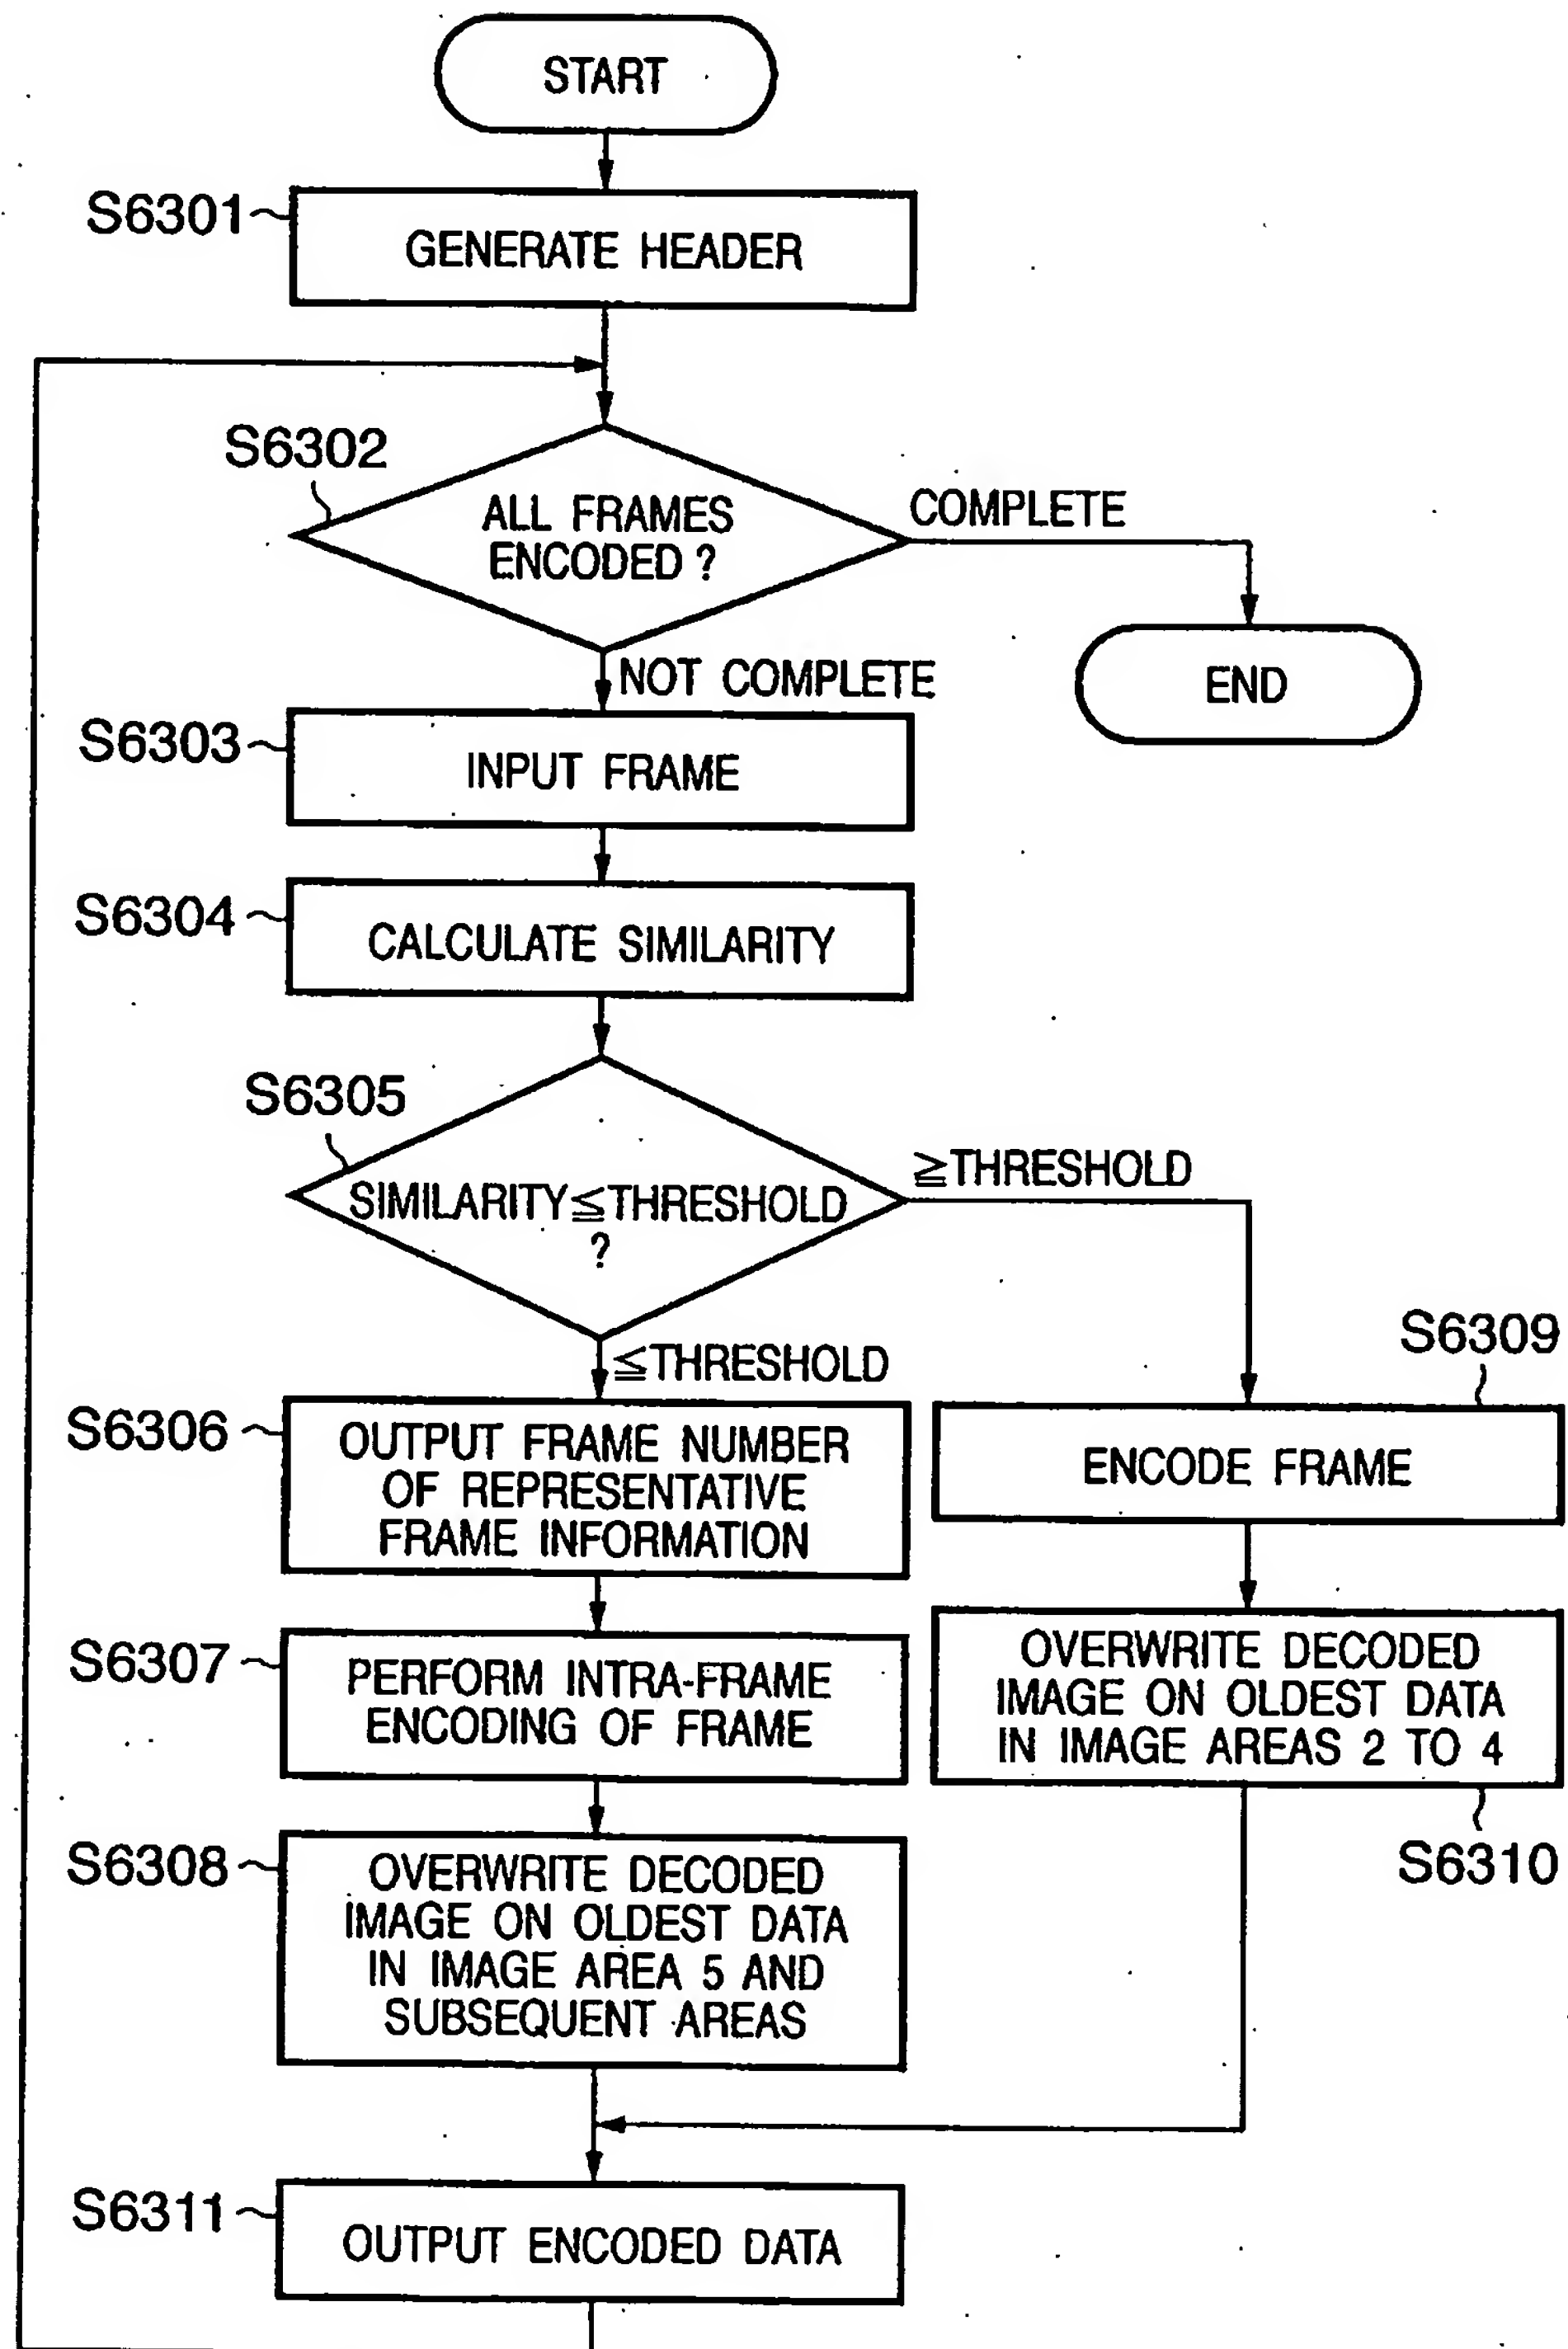 START
S6301
GENERATE HEADER
S6302
ALL FRAMES
ENCODED ?
COMPLETE
END
NOT COMPLETE
S6303
INPUT FRAME
S6304
CALCULATE SIMILARITY
S6305
SIMILARITY≦THRESHOLD
?
≧THRESHOLD
≦THRESHOLD
S6306
OUTPUT FRAME NUMBER
OF REPRESENTATIVE
FRAME INFORMATION
S6309
ENCODE FRAME
S6307
PERFORM INTRA-FRAME
ENCODING OF FRAME
OVERWRITE DECODED
IMAGE ON OLDEST DATA
IN IMAGE AREAS 2 TO 4
S6310
S6308
OVERWRITE DECODED
IMAGE ON OLDEST DATA
IN IMAGE AREA 5 AND
SUBSEQUENT AREAS
S6311
OUTPUT ENCODED DATA